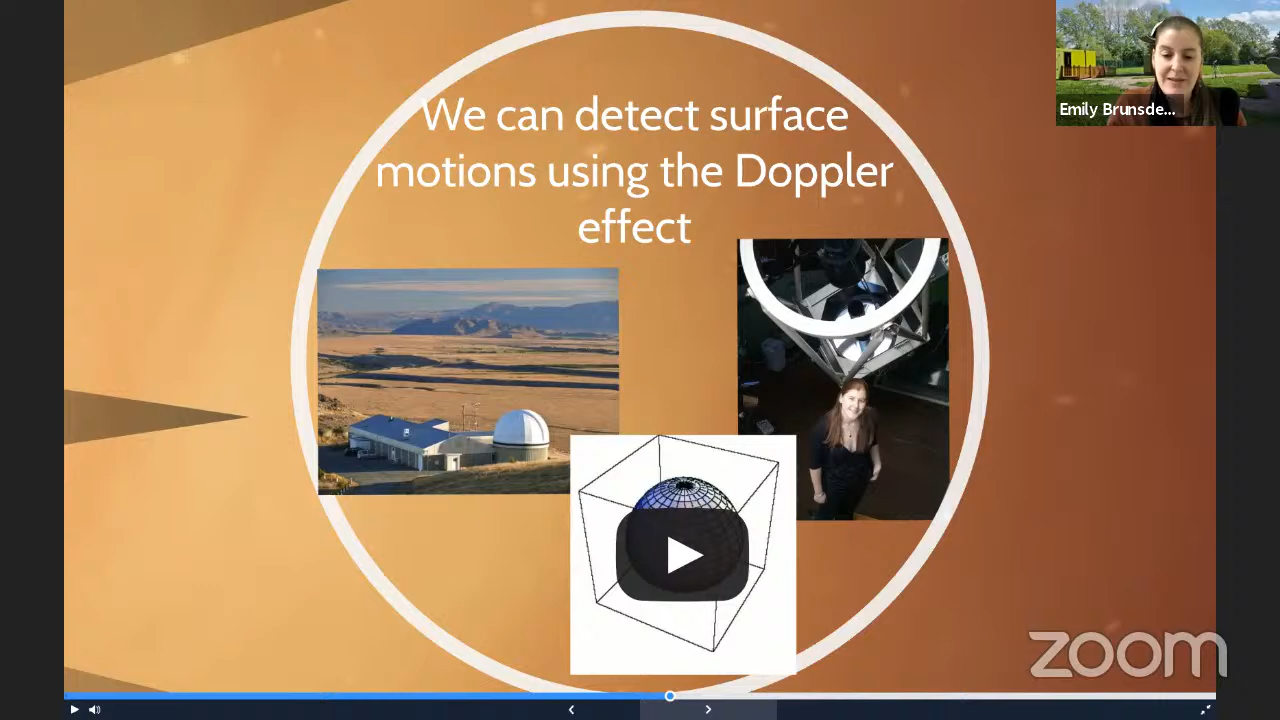 We can detect surface
motions using the Doppler
effect
Emily Brunsde...
zoom